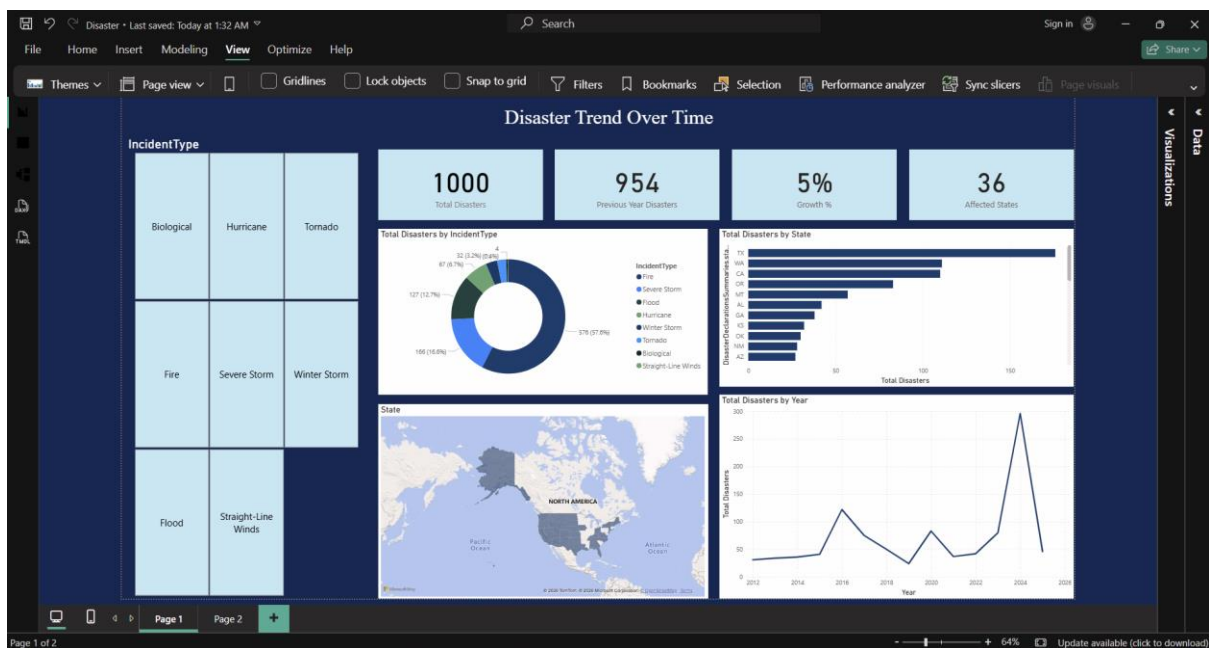 Disaster • Last saved: Today at 1:32 AM
Search
Sign in
File Home Insert Modeling View Optimize Help
Share
Themes Page view Gridlines Lock objects Snap to grid Filters Bookmarks Selection Performance analyzer Sync slicers Page visuals
Disaster Trend Over Time
IncidentType
Biological Hurricane Tornado
Fire Severe Storm Winter Storm
Flood Straight-Line Winds
1000
Total Disasters
954
Previous Year Disasters
5%
Growth %
36
Affected States
Total Disasters by IncidentType
4
32 (3.2%) (0.4%)
67 (6.7%)
127 (12.7%)
166 (16.6%)
578 (57.8%)
IncidentType
Fire
Severe Storm
Flood
Hurricane
Winter Storm
Tornado
Biological
Straight-Line Winds
Total Disasters by State
DisasterDeclarationsSummaries.sta...
TX
WA
CA
OR
MT
AL
GA
KS
OK
NM
AZ
0 50 100 150
Total Disasters
State
NORTH AMERICA
Pacific
Ocean
Atlantic
Ocean
Total Disasters by Year
Total Disasters
300
250
200
150
100
50
0
2012 2014 2016 2018 2020 2022 2024 2026
Year
Visualizations
Data
Page 1 Page 2 +
Page 1 of 2
- + 64% Update available (click to download)